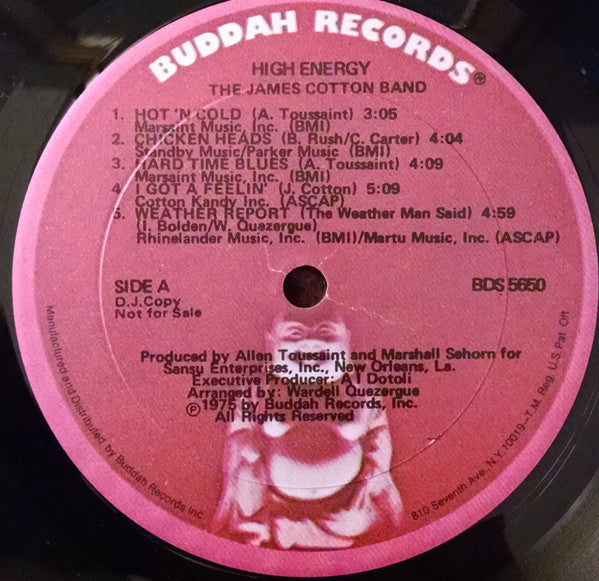 BUDDAH RECORDS®
HIGH ENERGY
THE JAMES COTTON BAND
1. HOT 'N COLD (A. Toussaint) 3:05
Marsaint Music, Inc. (BMI)
2. CHICKEN HEADS (B. Rush/C. Carter) 4:04
Standby Music/Parker Music (BMI)
3. HARD TIME BLUES (A. Toussaint) 4:09
Marsaint Music, Inc. (BMI)
4. I GOT A FEELIN' (J. Cotton) 5:09
Cotton Kandy Inc. (ASCAP)
5. WEATHER REPORT (The Weather Man Said) 4:59
(I. Bolden/W. Quezergue)
Rhinelander Music, Inc. (BMI)/Martu Music, Inc. (ASCAP)
SIDE A
D.J. Copy
Not for Sale
BDS 5650
Produced by Allen Toussaint and Marshall Sehorn for
Sansu Enterprises, Inc., New Orleans, La.
Executive Producer: Al Dotoli
Arranged by: Wardell Quezergue
℗ 1975 by Buddah Records, Inc.
All Rights Reserved
Manufactured and Distributed by Buddah Records Inc.
810 Seventh Ave., N.Y. 10019–T.M. Reg. U.S. Pat. Off.